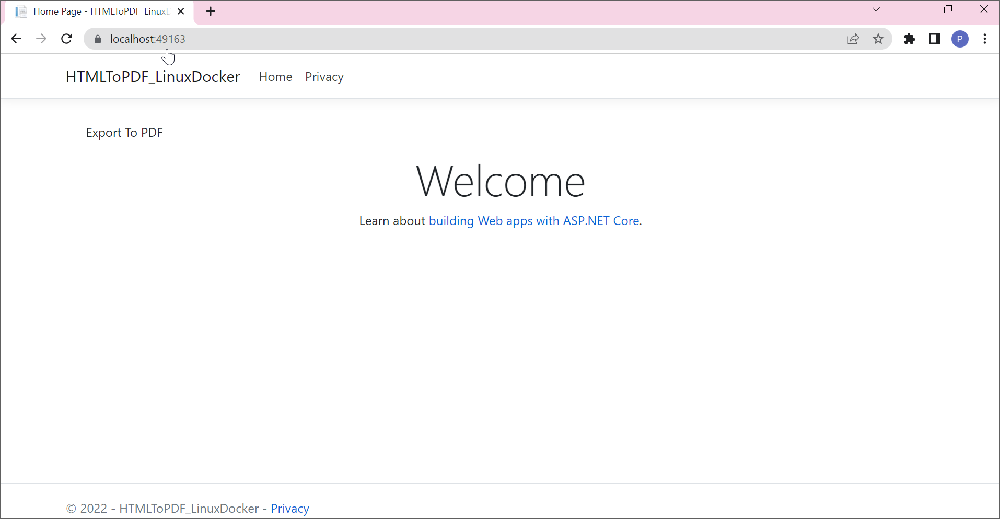 Home Page - HTMLToPDF_LinuxD
localhost:49163
P
HTMLToPDF_LinuxDocker Home Privacy
Export To PDF
Welcome
Learn about building Web apps with ASP.NET Core.
© 2022 - HTMLToPDF_LinuxDocker - Privacy